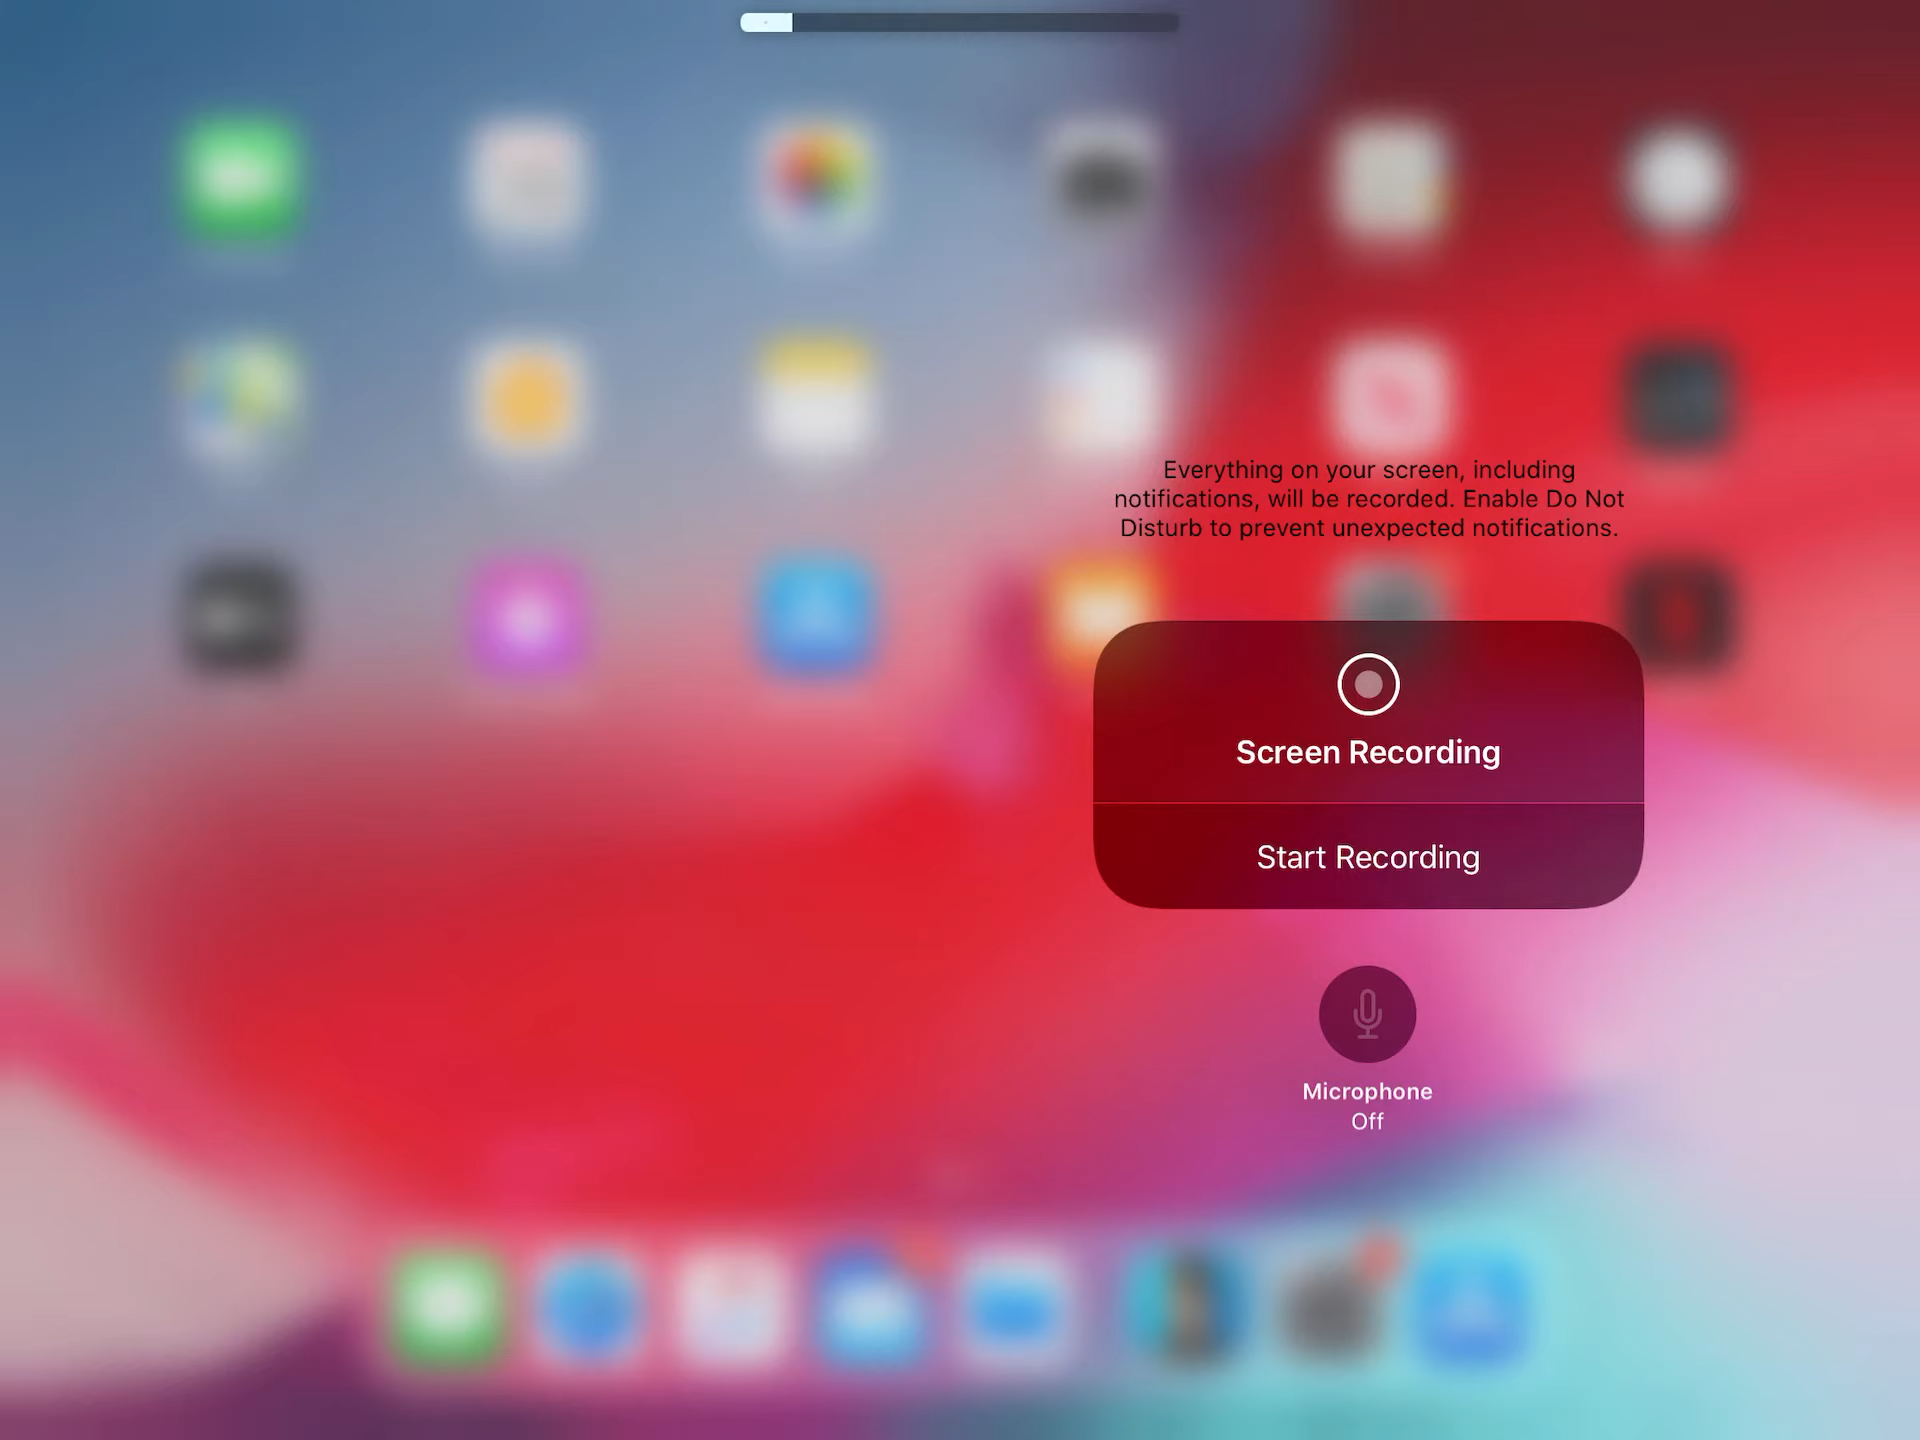 Everything on your screen, including
notifications, will be recorded. Enable Do Not
Disturb to prevent unexpected notifications.
Screen Recording
Start Recording
Microphone
Off